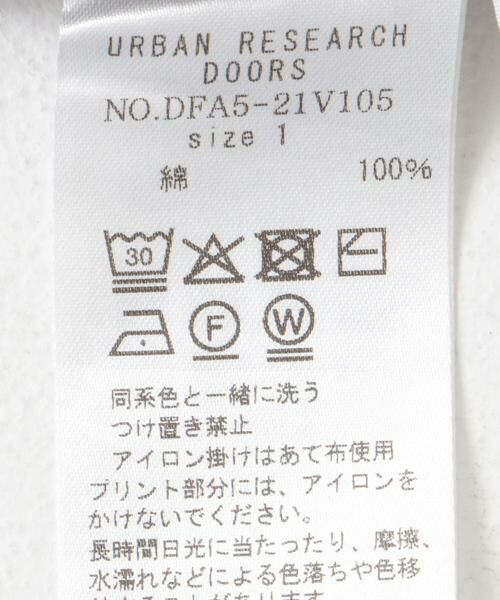 URBAN RESEARCH
DOORS
NO.DFA5-21V105
size 1
綿 100%
30
F W
同系色と一緒に洗う
つけ置き禁止
アイロン掛けはあて布使用
プリント部分には、アイロンを
かけないでください。
長時間日光に当たったり、摩擦、
水濡れなどによる色落ちや色移